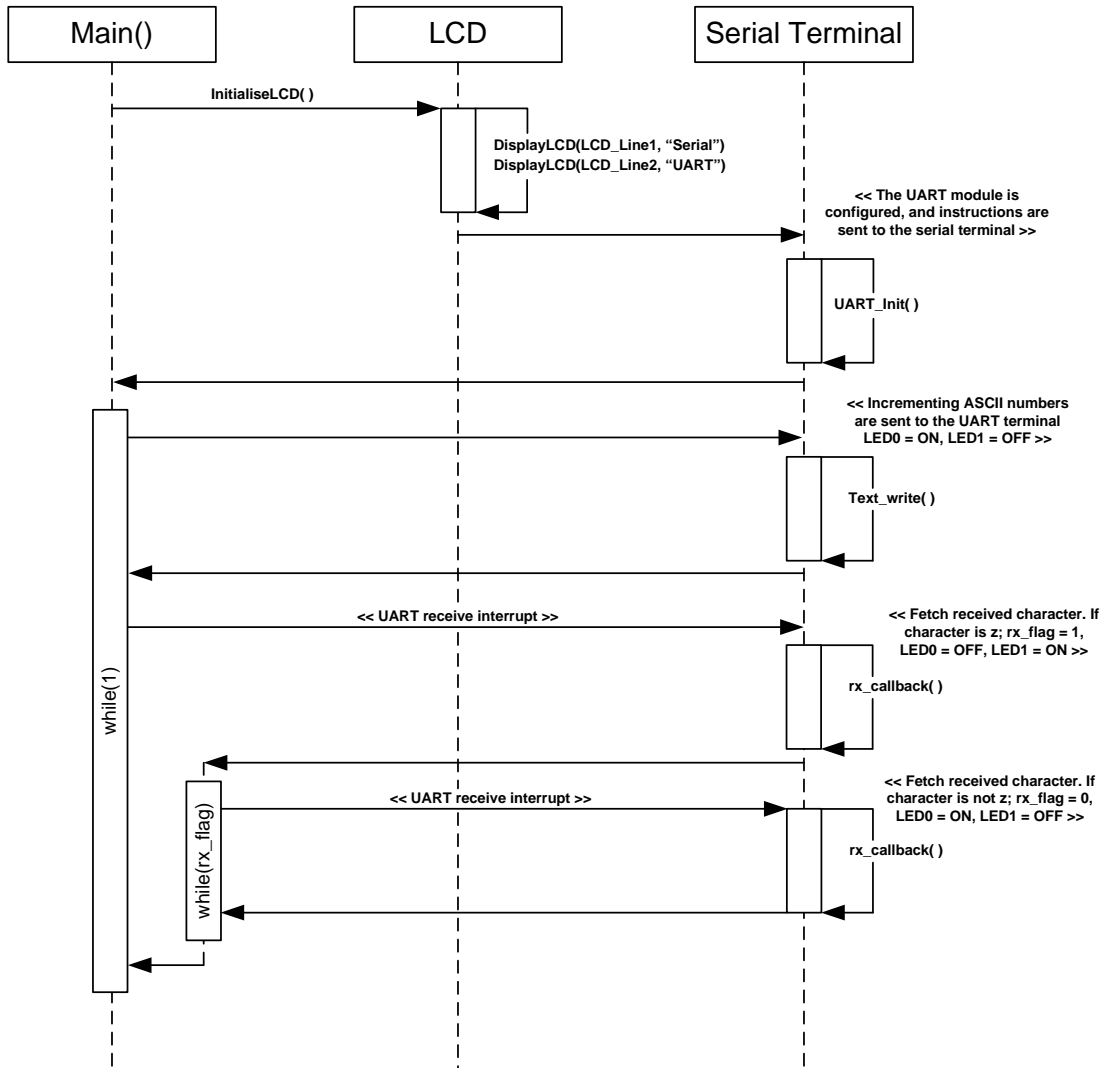 Main()
LCD
Serial Terminal
InitialiseLCD( )
DisplayLCD(LCD_Line1, “Serial”)
DisplayLCD(LCD_Line2, “UART”)
<< The UART module is
configured, and instructions are
sent to the serial terminal >>
UART_Init( )
<< Incrementing ASCII numbers
are sent to the UART terminal
LED0 = ON, LED1 = OFF >>
Text_write( )
<< UART receive interrupt >>
<< Fetch received character. If
character is z; rx_flag = 1,
LED0 = OFF, LED1 = ON >>
while(1)
rx_callback( )
<< UART receive interrupt >>
<< Fetch received character. If
character is not z; rx_flag = 0,
LED0 = ON, LED1 = OFF >>
while(rx_flag)
rx_callback( )